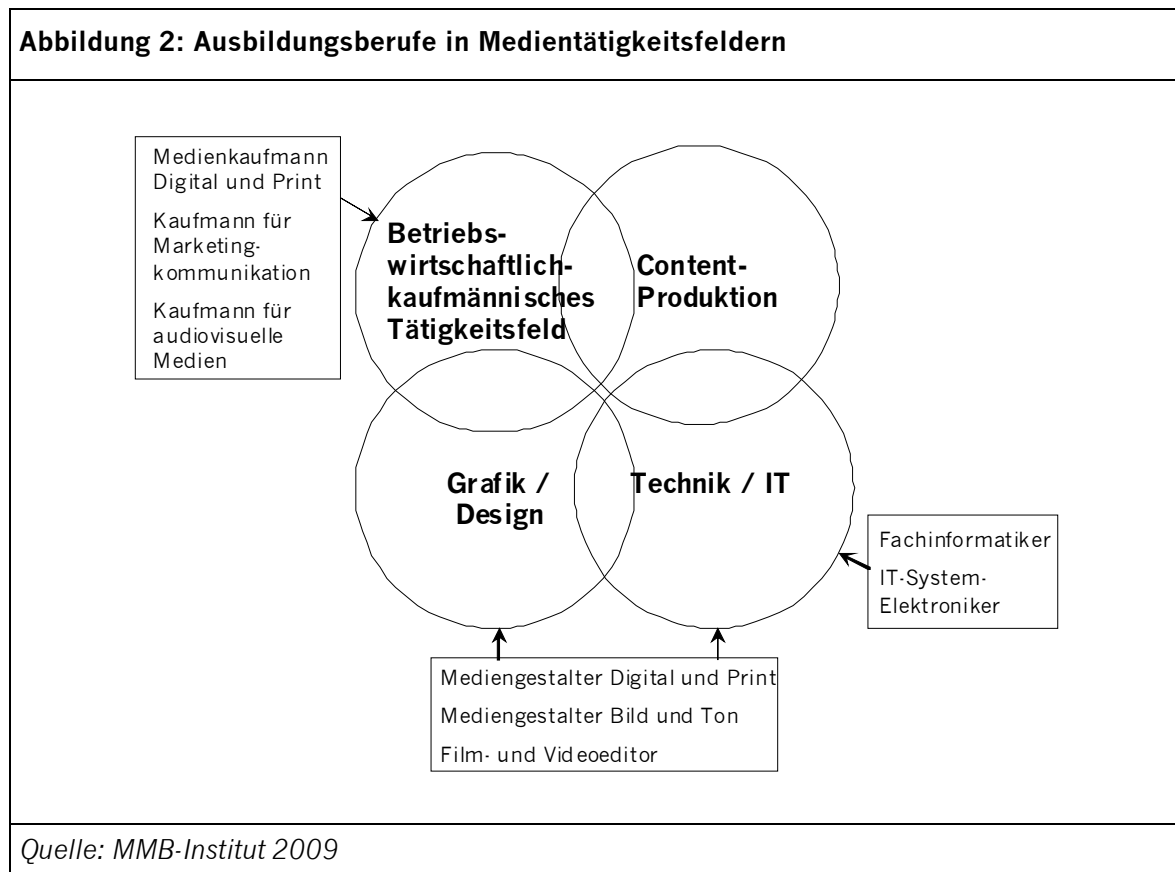 Abbildung 2: Ausbildungsberufe in Medientätigkeitsfeldern
Medienkaufmann
Digital und Print
Kaufmann für
Marketing-
kommunikation
Kaufmann für
audiovisuelle
Medien
Betriebs-
wirtschaftlich-
kaufmännisches
Tätigkeitsfeld
Content-
Produktion
Grafik /
Design
Technik / IT
Fachinformatiker
IT-System-
Elektroniker
Mediengestalter Digital und Print
Mediengestalter Bild und Ton
Film- und Videoeditor
Quelle: MMB-Institut 2009